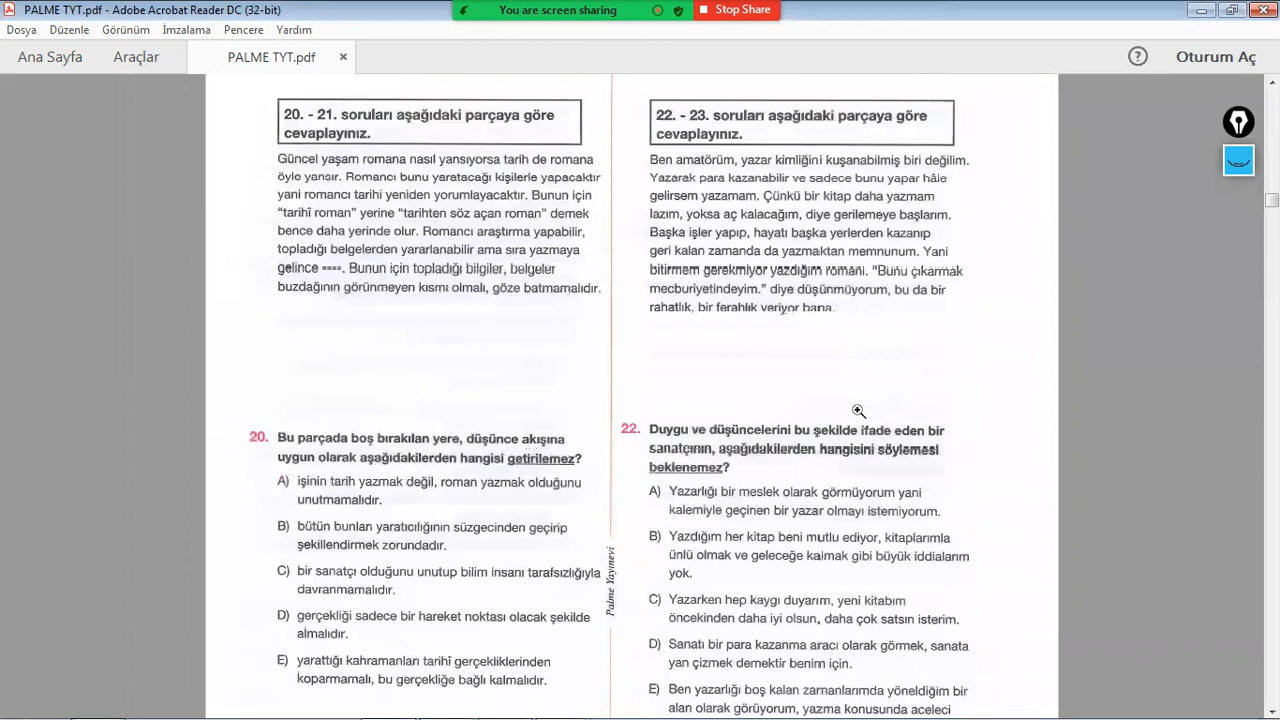 PALME TYT.pdf - Adobe Acrobat Reader DC (32-bit)
You are screen sharing
Stop Share
Dosya Düzenle Görünüm İmzalama Pencere Yardım
Ana Sayfa Araçlar PALME TYT.pdf Oturum Aç
20. - 21. soruları aşağıdaki parçaya göre
cevaplayınız.
Güncel yaşam romana nasıl yansıyorsa tarih de romana
öyle yansır. Romancı bunu yaratacağı kişilerle yapacaktır
yani romancı tarihi yeniden yorumlayacaktır. Bunun için
“tarihî roman” yerine “tarihten söz açan roman” demek
bence daha yerinde olur. Romancı araştırma yapabilir,
topladığı belgelerden yararlanabilir ama sıra yazmaya
gelince ----. Bunun için topladığı bilgiler, belgeler
buzdağının görünmeyen kısmı olmalı, göze batmamalıdır.
20. Bu parçada boş bırakılan yere, düşünce akışına
uygun olarak aşağıdakilerden hangisi getirilemez?
A) işinin tarih yazmak değil, roman yazmak olduğunu
unutmamalıdır.
B) bütün bunları yaratıcılığının süzgecinden geçirip
şekillendirmek zorundadır.
C) bir sanatçı olduğunu unutup bilim insanı tarafsızlığıyla
davranmamalıdır.
D) gerçekliği sadece bir hareket noktası olacak şekilde
almalıdır.
E) yarattığı kahramanları tarihî gerçekliklerinden
koparmamalı, bu gerçekliğe bağlı kalmalıdır.
Palme Yayınevi
22. - 23. soruları aşağıdaki parçaya göre
cevaplayınız.
Ben amatörüm, yazar kimliğini kuşanabilmiş biri değilim.
Yazarak para kazanabilir ve sadece bunu yapar hâle
gelirsem yazamam. Çünkü bir kitap daha yazmam
lazım, yoksa aç kalacağım, diye gerilemeye başlarım.
Başka işler yapıp, hayatı başka yerlerden kazanıp
geri kalan zamanda da yazmaktan memnunum. Yani
bitirmem gerekmiyor yazdığım romanı. "Bunu çıkarmak
mecburiyetindeyim.” diye düşünmüyorum, bu da bir
rahatlık, bir ferahlık veriyor bana.
22. Duygu ve düşüncelerini bu şekilde ifade eden bir
sanatçının, aşağıdakilerden hangisini söylemesi
beklenemez?
A) Yazarlığı bir meslek olarak görmüyorum yani
kalemiyle geçinen bir yazar olmayı istemiyorum.
B) Yazdığım her kitap beni mutlu ediyor, kitaplarımla
ünlü olmak ve geleceğe kalmak gibi büyük iddialarım
yok.
C) Yazarken hep kaygı duyarım, yeni kitabım
öncekinden daha iyi olsun, daha çok satsın isterim.
D) Sanatı bir para kazanma aracı olarak görmek, sanata
yan çizmek demektir benim için.
E) Ben yazarlığı boş kalan zamanlarımda yöneldiğim bir
alan olarak görüyorum, yazma konusunda aceleci